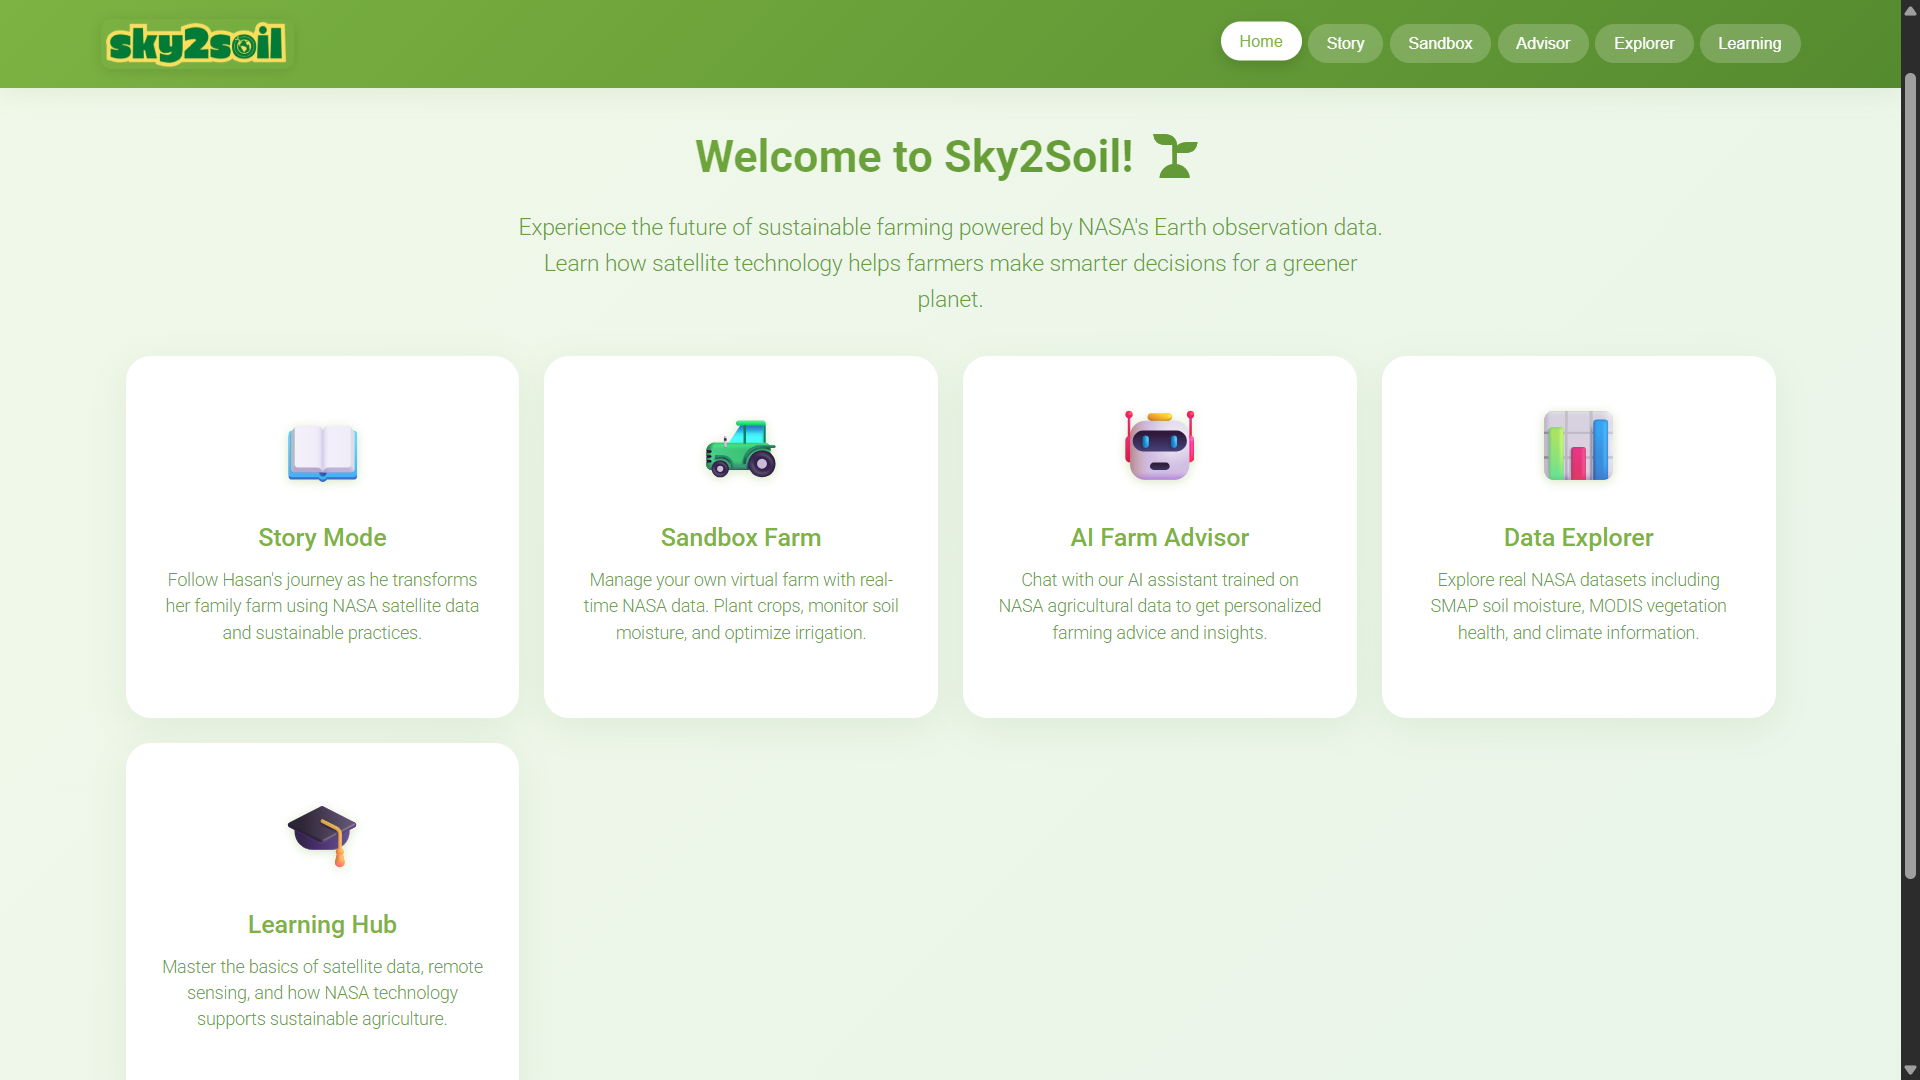 sky2soil
Home
Story
Sandbox
Advisor
Explorer
Learning
Welcome to Sky2Soil!
Experience the future of sustainable farming powered by NASA's Earth observation data.
Learn how satellite technology helps farmers make smarter decisions for a greener
planet.
Story Mode
Follow Hasan's journey as he transforms
her family farm using NASA satellite data
and sustainable practices.
Sandbox Farm
Manage your own virtual farm with real-
time NASA data. Plant crops, monitor soil
moisture, and optimize irrigation.
AI Farm Advisor
Chat with our AI assistant trained on
NASA agricultural data to get personalized
farming advice and insights.
Data Explorer
Explore real NASA datasets including
SMAP soil moisture, MODIS vegetation
health, and climate information.
Learning Hub
Master the basics of satellite data, remote
sensing, and how NASA technology
supports sustainable agriculture.